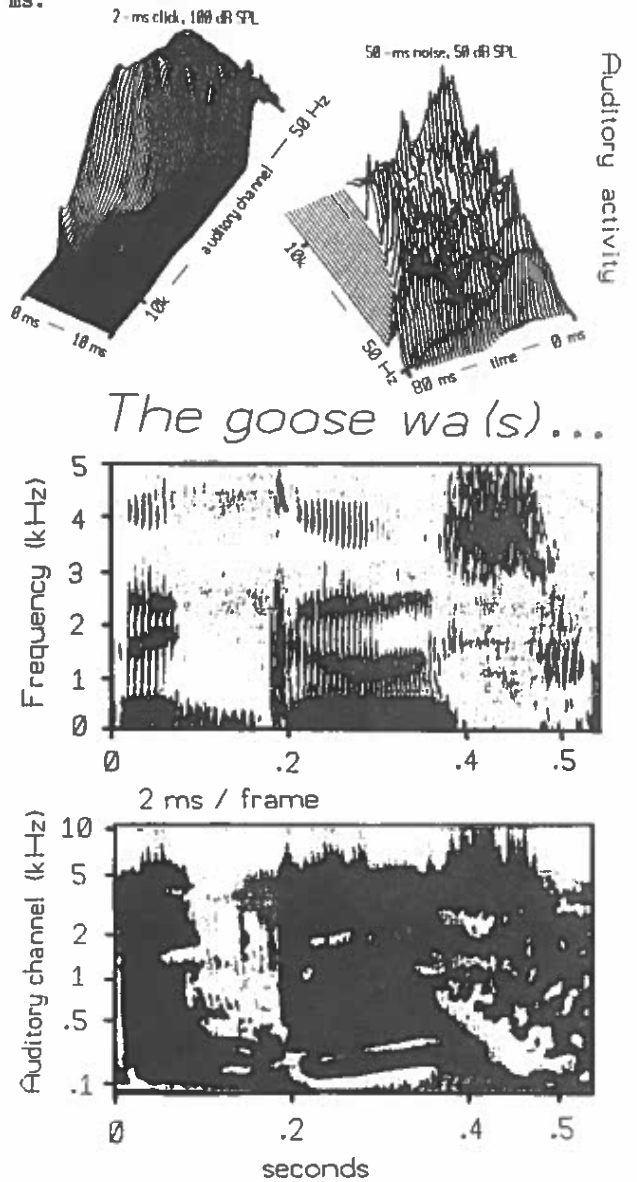 ms.
2-ms click, 100 dB SPL
50-ms noise, 50 dB SPL
Auditory activity
0 ms — 10 ms
10k — auditory channel — 50 Hz
10k — 50 Hz
80 ms — time — 0 ms
The goose wa(s)...
Frequency (kHz)
5
4
3
2
1
0
0 .2 .4 .5
2 ms / frame
Auditory channel (kHz)
10
5
2
1
.5
.1
0 .2 .4 .5
seconds